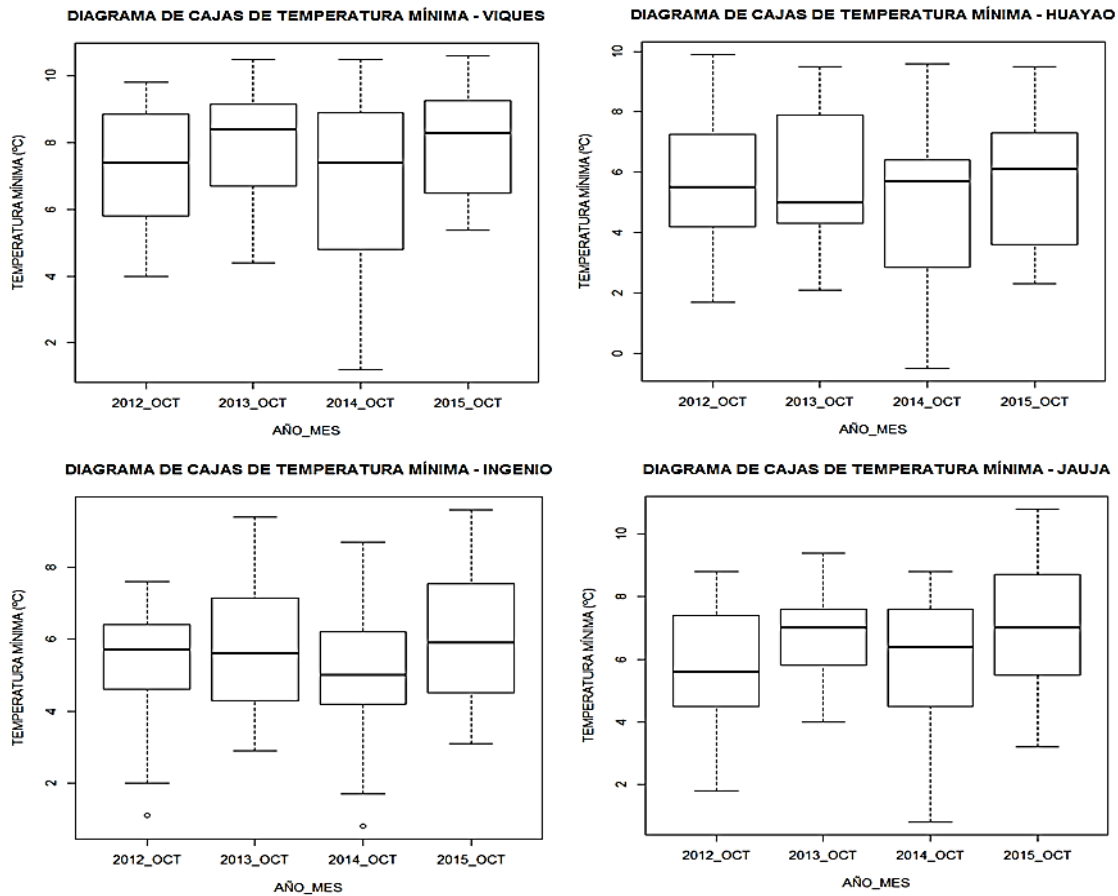 DIAGRAMA DE CAJAS DE TEMPERATURA MÍNIMA - VIQUES
TEMPERATURA MÍNIMA (ºC)
10
8
6
4
2
2012_OCT 2013_OCT 2014_OCT 2015_OCT
AÑO_MES
DIAGRAMA DE CAJAS DE TEMPERATURA MÍNIMA - HUAYAO
TEMPERATURA MÍNIMA (ºC)
10
8
6
4
2
0
2012_OCT 2013_OCT 2014_OCT 2015_OCT
AÑO_MES
DIAGRAMA DE CAJAS DE TEMPERATURA MÍNIMA - INGENIO
TEMPERATURA MÍNIMA (ºC)
8
6
4
2
2012_OCT 2013_OCT 2014_OCT 2015_OCT
AÑO_MES
DIAGRAMA DE CAJAS DE TEMPERATURA MÍNIMA - JAUJA
TEMPERATURA MÍNIMA (ºC)
10
8
6
4
2
2012_OCT 2013_OCT 2014_OCT 2015_OCT
AÑO_MES